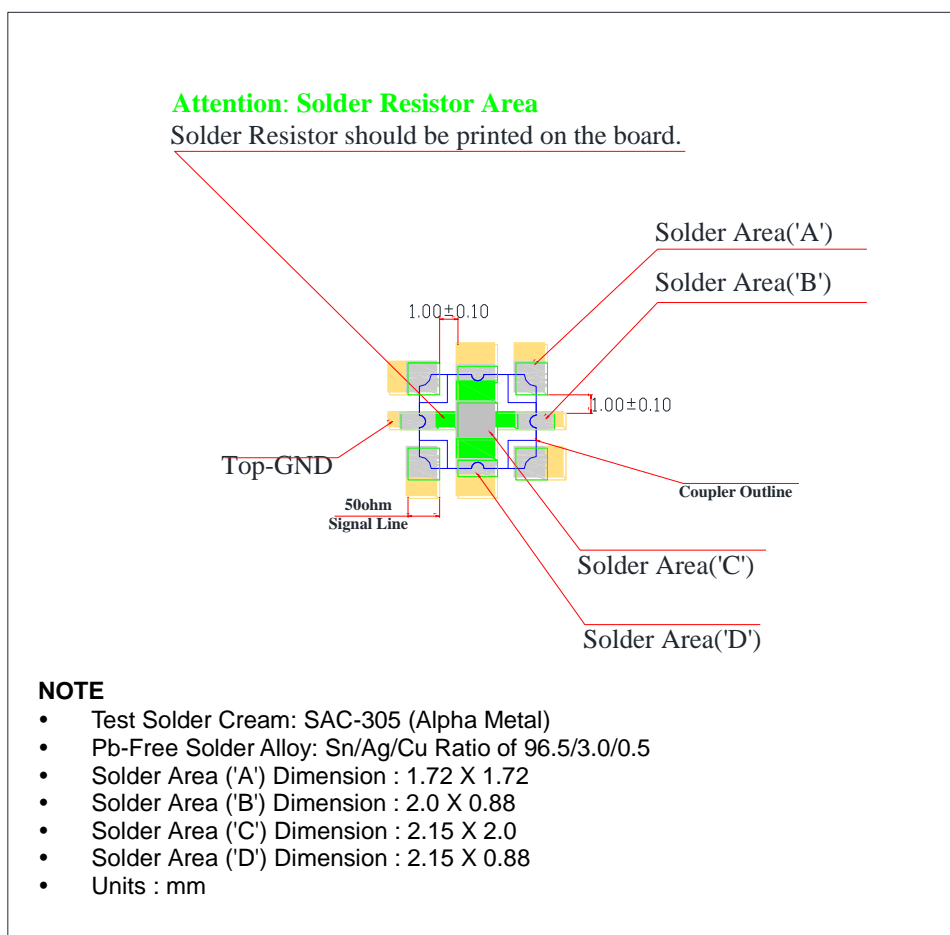 Attention: Solder Resistor Area
Solder Resistor should be printed on the board.
Solder Area('A')
Solder Area('B')
1.00±0.10
1.00±0.10
Top-GND
Coupler Outline
50ohm
Signal Line
Solder Area('C')
Solder Area('D')
NOTE
• Test Solder Cream: SAC-305 (Alpha Metal)
• Pb-Free Solder Alloy: Sn/Ag/Cu Ratio of 96.5/3.0/0.5
• Solder Area ('A') Dimension : 1.72 X 1.72
• Solder Area ('B') Dimension : 2.0 X 0.88
• Solder Area ('C') Dimension : 2.15 X 2.0
• Solder Area ('D') Dimension : 2.15 X 0.88
• Units : mm